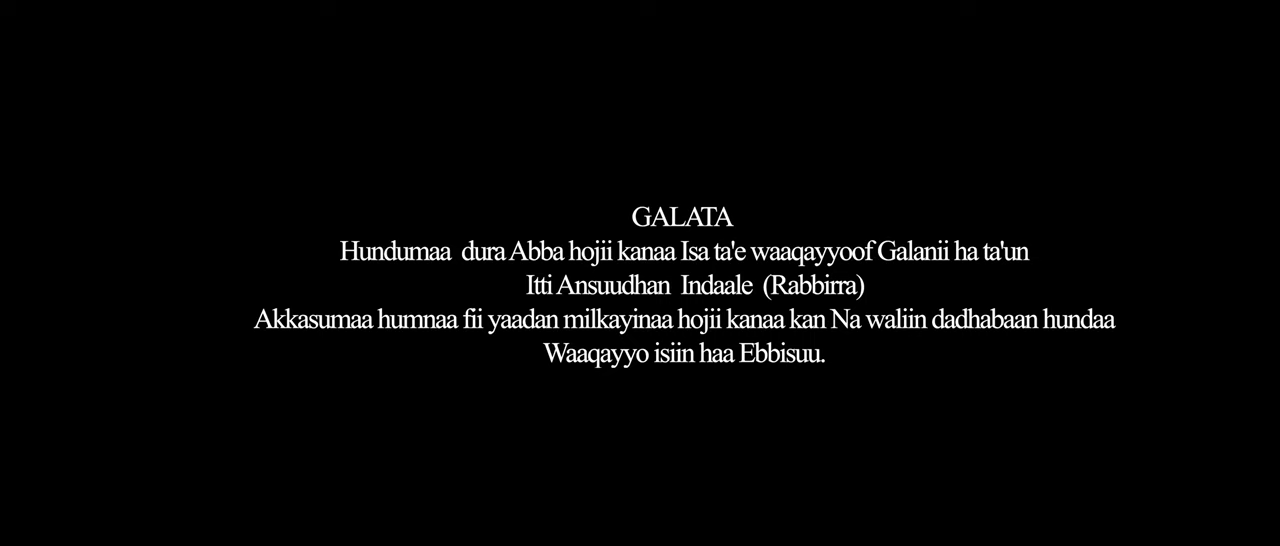 GALATA
Hundumaa dura Abba hojii kanaa Isa ta'e waaqayyoof Galanii ha ta'un
Itti Ansuudhan Indaale (Rabbirra)
Akkasumaa humnaa fii yaadan milkayinaa hojii kanaa kan Na waliin dadhabaan hundaa
Waaqayyo isiin haa Ebbisuu.